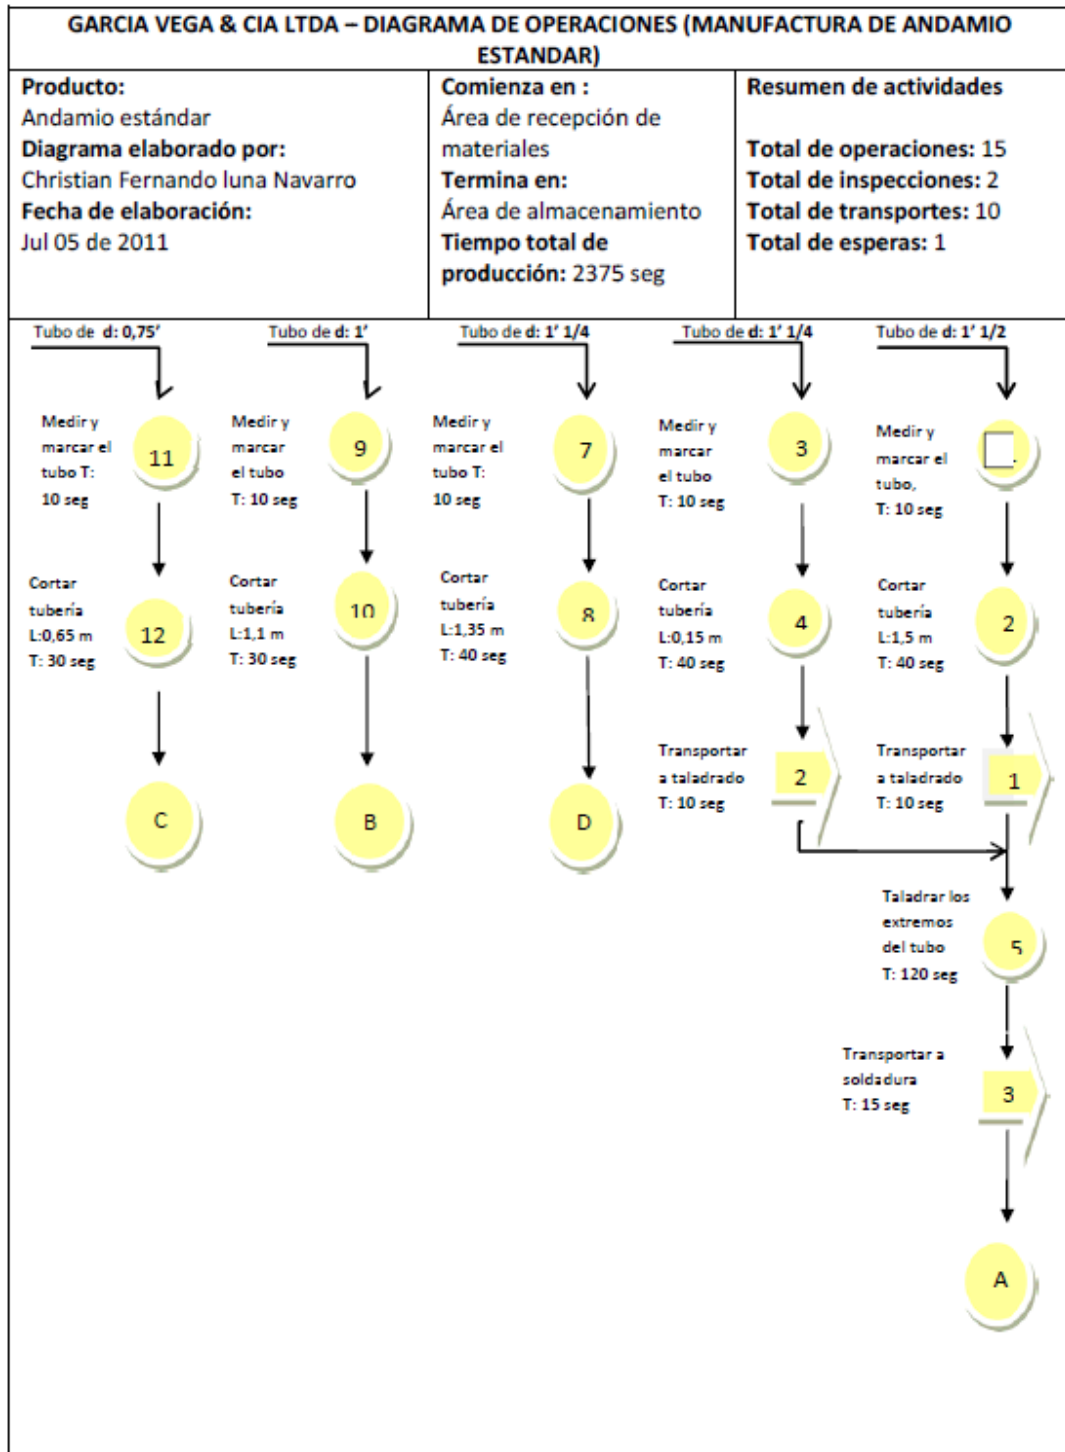 GARCIA VEGA & CIA LTDA – DIAGRAMA DE OPERACIONES (MANUFACTURA DE ANDAMIO
ESTANDAR)
Producto:
Andamio estándar
Diagrama elaborado por:
Christian Fernando luna Navarro
Fecha de elaboración:
Jul 05 de 2011
Comienza en :
Área de recepción de
materiales
Termina en:
Área de almacenamiento
Tiempo total de
producción: 2375 seg
Resumen de actividades
Total de operaciones: 15
Total de inspecciones: 2
Total de transportes: 10
Total de esperas: 1
Tubo de d: 0,75’
Medir y
marcar el
tubo T:
10 seg
11
Cortar
tubería
L:0,65 m
T: 30 seg
12
C
Tubo de d: 1’
Medir y
marcar
el tubo
T: 10 seg
9
Cortar
tubería
L:1,1 m
T: 30 seg
10
B
Tubo de d: 1’ 1/4
Medir y
marcar el
tubo T:
10 seg
7
Cortar
tubería
L:1,35 m
T: 40 seg
8
D
Tubo de d: 1’ 1/4
Medir y
marcar
el tubo
T: 10 seg
3
Cortar
tubería
L:0,15 m
T: 40 seg
4
Transportar
a taladrado
T: 10 seg
2
Tubo de d: 1’ 1/2
Medir y
marcar el
tubo,
T: 10 seg
Cortar
tubería
L:1,5 m
T: 40 seg
2
Transportar
a taladrado
T: 10 seg
1
Taladrar los
extremos
del tubo
T: 120 seg
5
Transportar a
soldadura
T: 15 seg
3
A